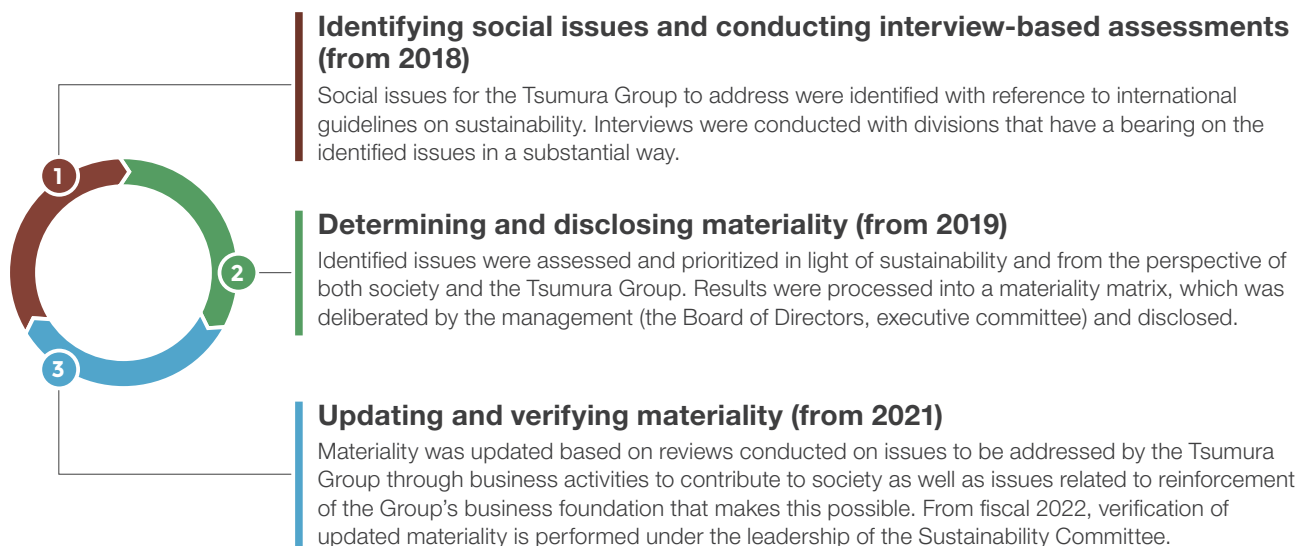 Identifying social issues and conducting interview-based assessments
(from 2018)
Social issues for the Tsumura Group to address were identified with reference to international
guidelines on sustainability. Interviews were conducted with divisions that have a bearing on the
identified issues in a substantial way.
1
Determining and disclosing materiality (from 2019)
Identified issues were assessed and prioritized in light of sustainability and from the perspective of
both society and the Tsumura Group. Results were processed into a materiality matrix, which was
deliberated by the management (the Board of Directors, executive committee) and disclosed.
2
3
Updating and verifying materiality (from 2021)
Materiality was updated based on reviews conducted on issues to be addressed by the Tsumura
Group through business activities to contribute to society as well as issues related to reinforcement
of the Group’s business foundation that makes this possible. From fiscal 2022, verification of
updated materiality is performed under the leadership of the Sustainability Committee.